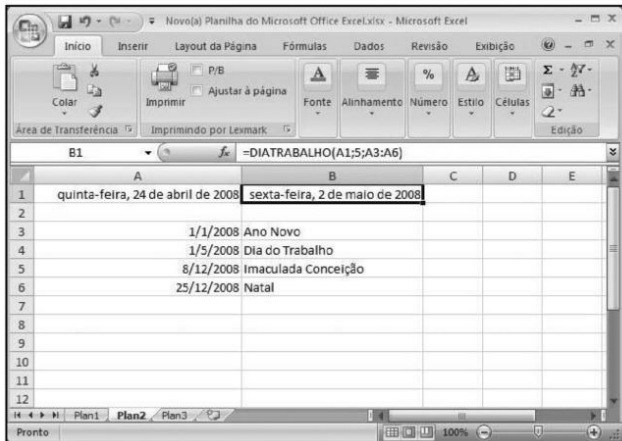 Novo(a) Planilha do Microsoft Office Excel.xlsx - Microsoft Excel
Início Inserir Layout da Página Fórmulas Dados Revisão Exibição
Colar
Área de Transferência
Imprimir
P/B
Ajustar à página
Imprimindo por Lexmark
Fonte
Alinhamento
%
Número
Estilo
Células
Σ
Edição
B1 fx =DIATRABALHO(A1;5;A3:A6)
A B C D E
1 quinta-feira, 24 de abril de 2008 sexta-feira, 2 de maio de 2008
2
3 1/1/2008 Ano Novo
4 1/5/2008 Dia do Trabalho
5 8/12/2008 Imaculada Conceição
6 25/12/2008 Natal
7
8
9
10
11
12
Plan1 Plan2 Plan3
Pronto 100%